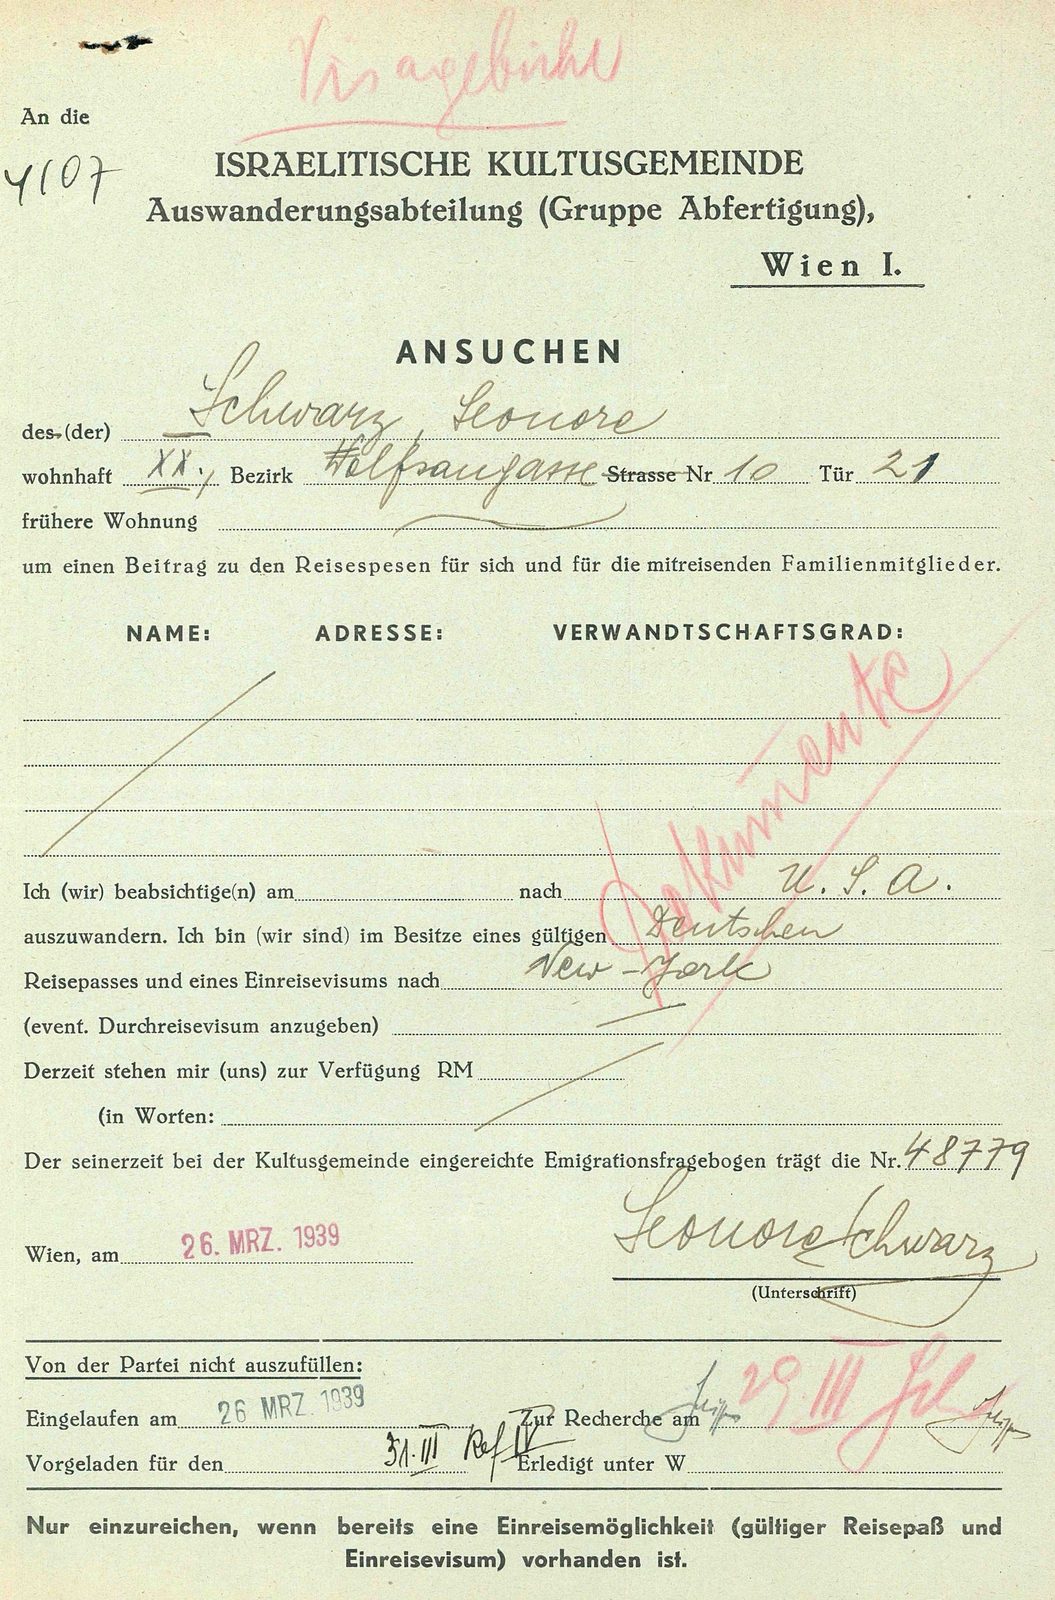 Visagebühr
An die
4107
ISRAELITISCHE KULTUSGEMEINDE
Auswanderungsabteilung (Gruppe Abfertigung),
Wien I.
ANSUCHEN
des (der) Schwarz, Leonore
wohnhaft XX., Bezirk Wolfsaugasse Strasse Nr 10 Tür 21
frühere Wohnung
um einen Beitrag zu den Reisespesen für sich und für die mitreisenden Familienmitglieder.
NAME: ADRESSE: VERWANDTSCHAFTSGRAD:
Dokumente
Ich (wir) beabsichtige(n) am nach U. S. A.
auszuwandern. Ich bin (wir sind) im Besitze eines gültigen Deutschen
Reisepasses und eines Einreisevisums nach New-York
(event. Durchreisevisum anzugeben)
Derzeit stehen mir (uns) zur Verfügung RM
(in Worten:
Der seinerzeit bei der Kultusgemeinde eingereichte Emigrationsfragebogen trägt die Nr. 48779
Wien, am 26. MRZ. 1939 Leonore Schwarz
(Unterschrift)
Von der Partei nicht auszufüllen:
Eingelaufen am 26 MRZ. 1939 Zur Recherche am 29. III
Vorgeladen für den 31. III Ref IV Erledigt unter W
Nur einzureichen, wenn bereits eine Einreisemöglichkeit (gültiger Reisepaß und
Einreisevisum) vorhanden ist.